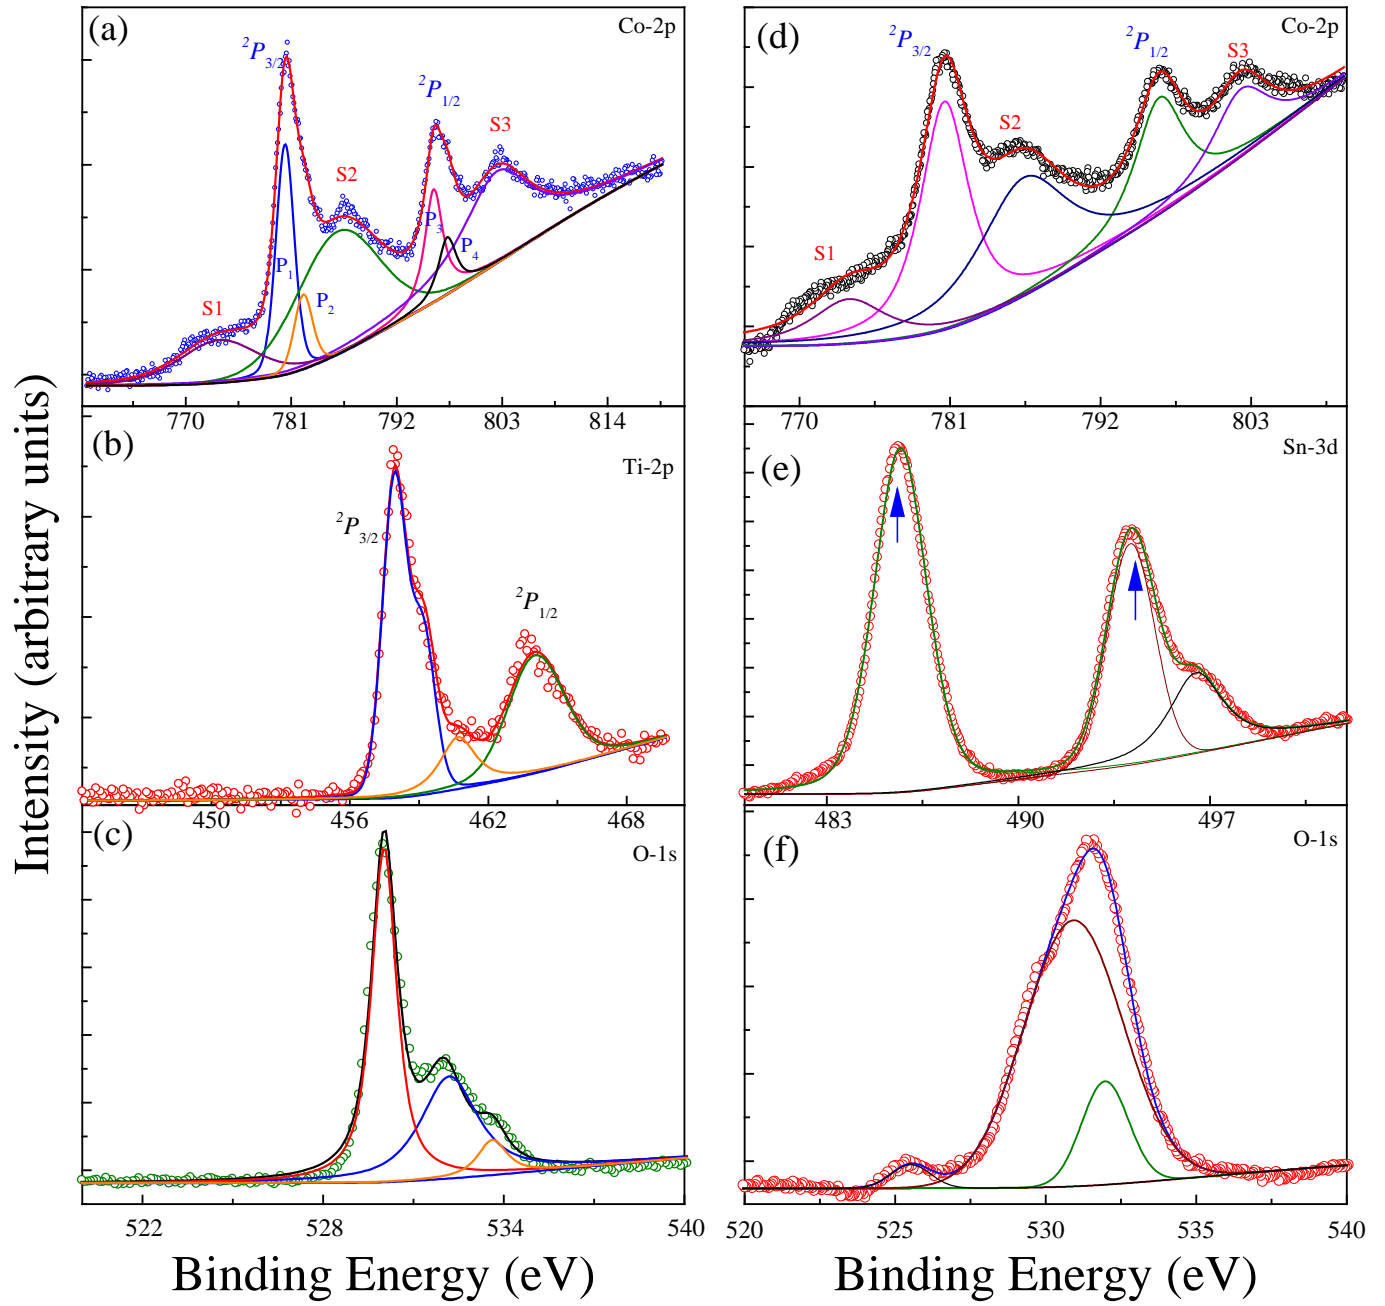 Intensity (arbitrary units)
(a)
Co-2p
²P₃/₂
²P₁/₂
S1
S2
S3
P₁
P₂
P₃
P₄
770 781 792 803 814
(b)
Ti-2p
²P₃/₂
²P₁/₂
450 456 462 468
(c)
O-1s
522 528 534 540
Binding Energy (eV)
(d)
Co-2p
²P₃/₂
²P₁/₂
S3
S2
S1
770 781 792 803
(e)
Sn-3d
483 490 497
(f)
O-1s
520 525 530 535 540
Binding Energy (eV)